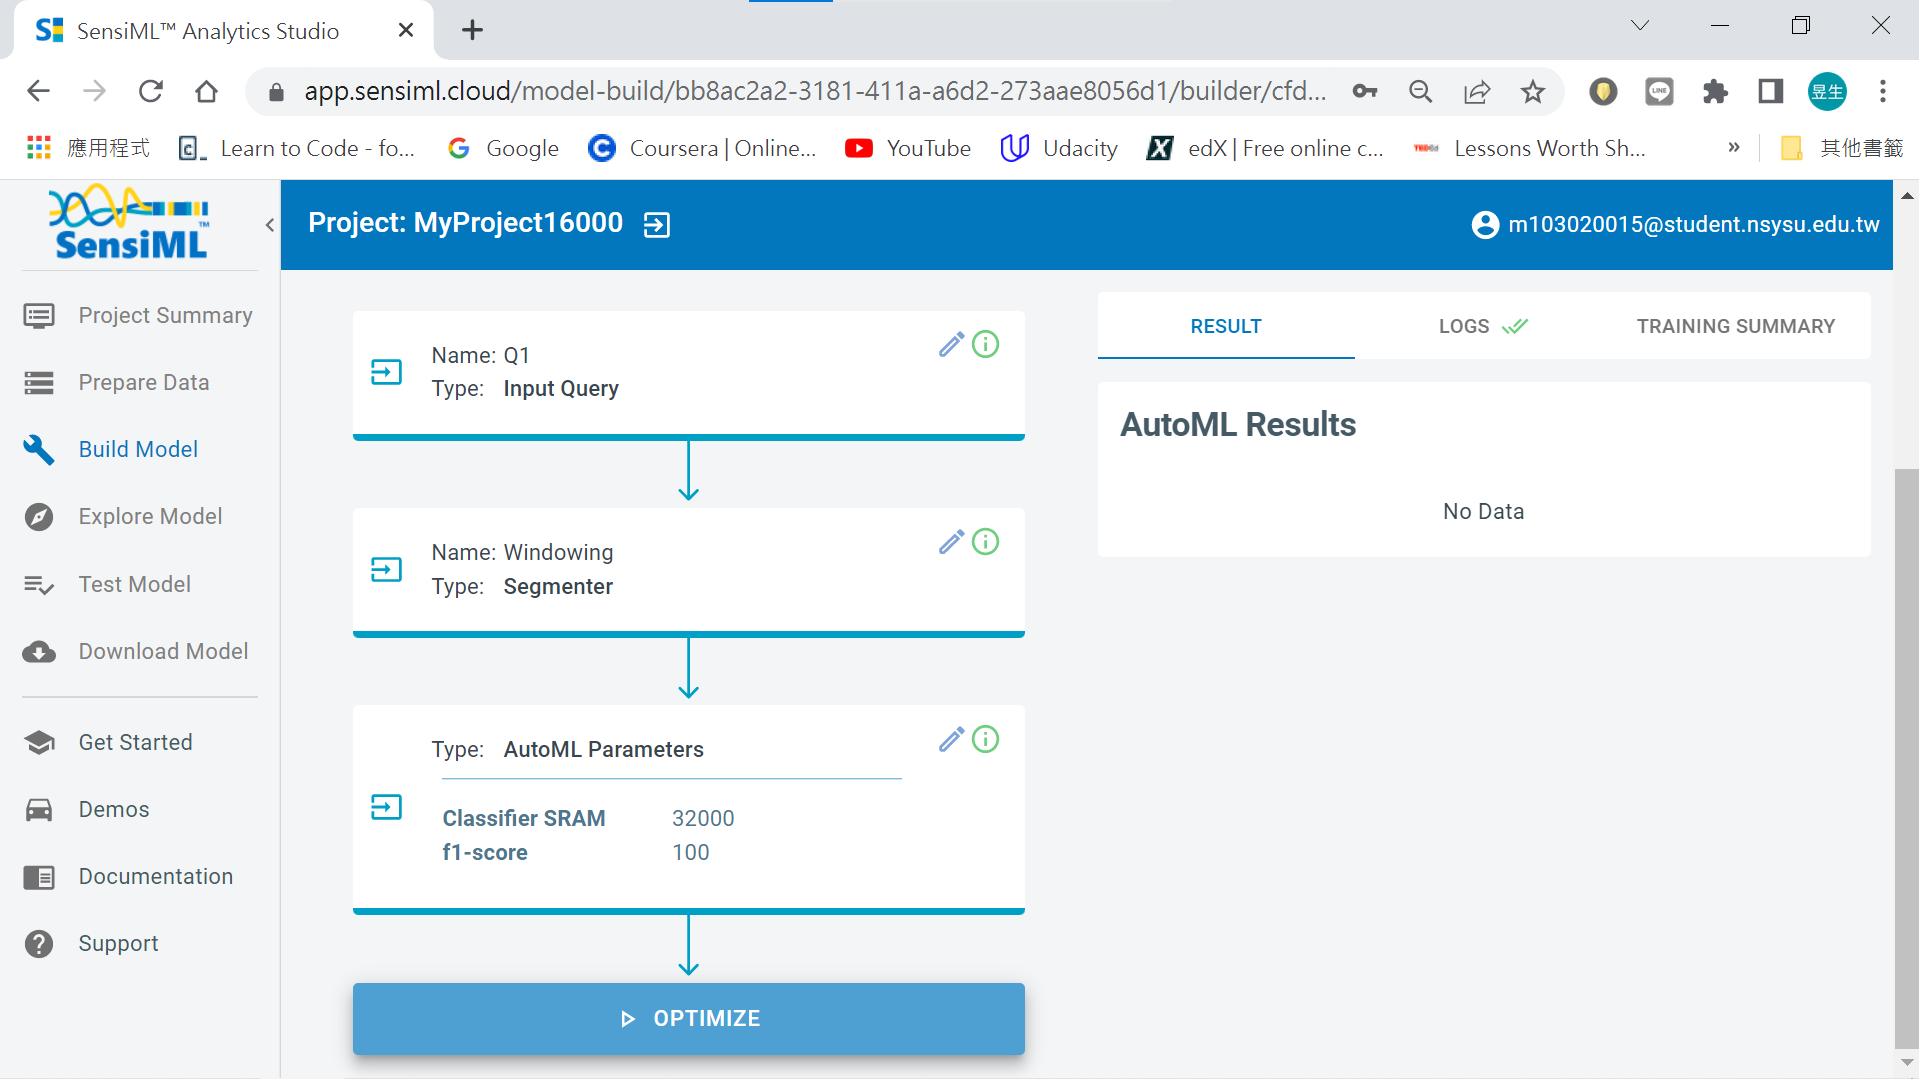 SensiML™ Analytics Studio
app.sensiml.cloud/model-build/bb8ac2a2-3181-411a-a6d2-273aae8056d1/builder/cfd...
LINE
昱生
應用程式
Learn to Code - fo...
Google
Coursera | Online...
YouTube
Udacity
edX | Free online c...
Lessons Worth Sh...
»
其他書籤
SensiML™
Project: MyProject16000
m103020015@student.nsysu.edu.tw
Project Summary
Prepare Data
Build Model
Explore Model
Test Model
Download Model
Get Started
Demos
Documentation
Support
Name: Q1
Type: Input Query
Name: Windowing
Type: Segmenter
Type: AutoML Parameters
Classifier SRAM 32000
f1-score 100
OPTIMIZE
RESULT
LOGS
TRAINING SUMMARY
AutoML Results
No Data